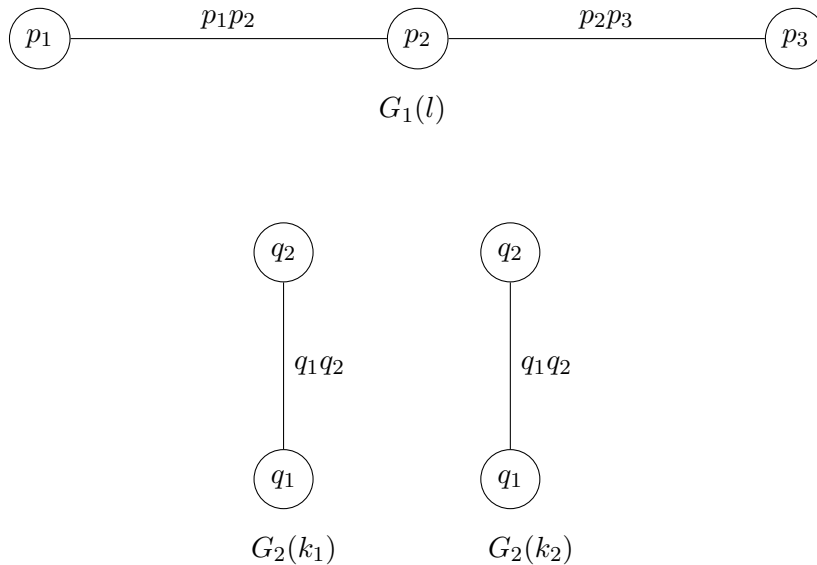 p₁ p₁p₂ p₂ p₂p₃ p₃
G₁(l)
q₂ q₂
q₁q₂ q₁q₂
q₁ q₁
G₂(k₁) G₂(k₂)